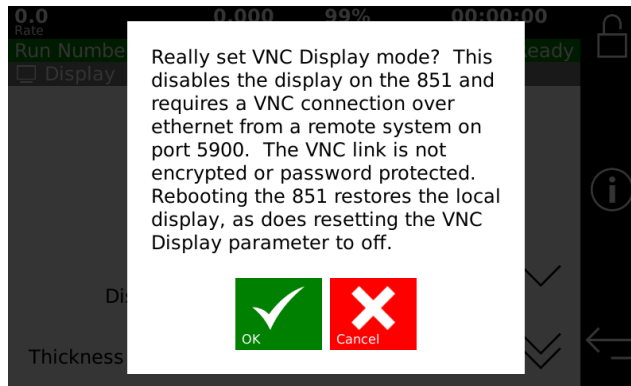 0.0 0.000 99% 00:00:00
Rate
Run Numbe eady
Display
Really set VNC Display mode?  This
disables the display on the 851 and
requires a VNC connection over
ethernet from a remote system on
port 5900.  The VNC link is not
encrypted or password protected.
Rebooting the 851 restores the local
display, as does resetting the VNC
Display parameter to off.
Di
OK Cancel
Thickness